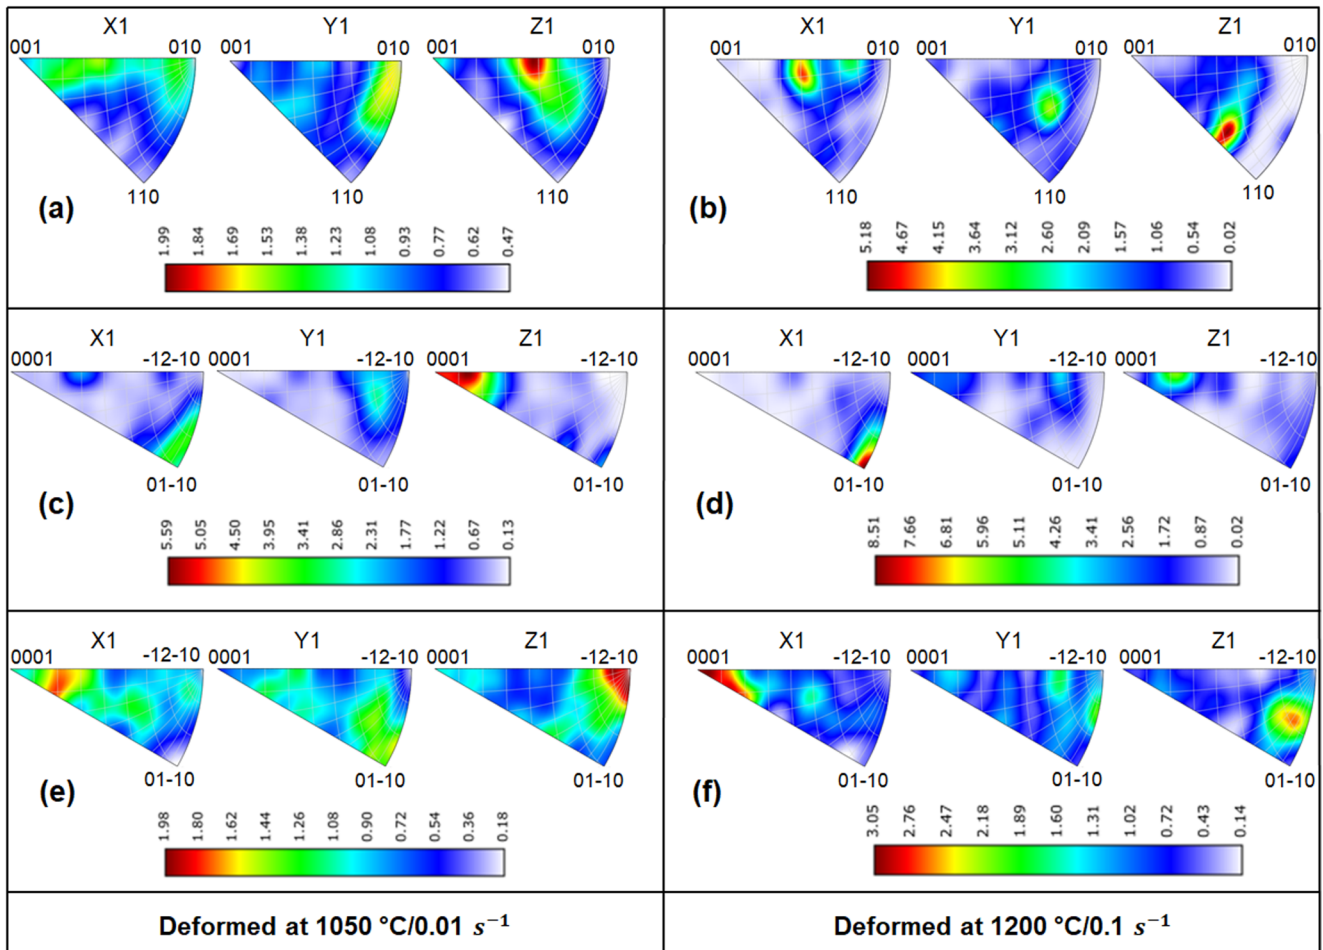 X1 Y1 Z1
001 010 001 010 001 010
110 110 110
(a)
1.99 1.84 1.69 1.53 1.38 1.23 1.08 0.93 0.77 0.62 0.47
X1 Y1 Z1
001 010 001 010 001 010
110 110 110
(b)
5.18 4.67 4.15 3.64 3.12 2.60 2.09 1.57 1.06 0.54 0.02
X1 Y1 Z1
0001 -12-10 0001 -12-10 0001 -12-10
01-10 01-10 01-10
(c)
5.59 5.05 4.50 3.95 3.41 2.86 2.31 1.77 1.22 0.67 0.13
X1 Y1 Z1
0001 -12-10 0001 -12-10 0001 -12-10
01-10 01-10 01-10
(d)
8.51 7.66 6.81 5.96 5.11 4.26 3.41 2.56 1.72 0.87 0.02
X1 Y1 Z1
0001 -12-10 0001 -12-10 0001 -12-10
01-10 01-10 01-10
(e)
1.98 1.80 1.62 1.44 1.26 1.08 0.90 0.72 0.54 0.36 0.18
X1 Y1 Z1
0001 -12-10 0001 -12-10 0001 -12-10
01-10 01-10 01-10
(f)
3.05 2.76 2.47 2.18 1.89 1.60 1.31 1.02 0.72 0.43 0.14
Deformed at 1050 °C/0.01 s⁻¹
Deformed at 1200 °C/0.1 s⁻¹